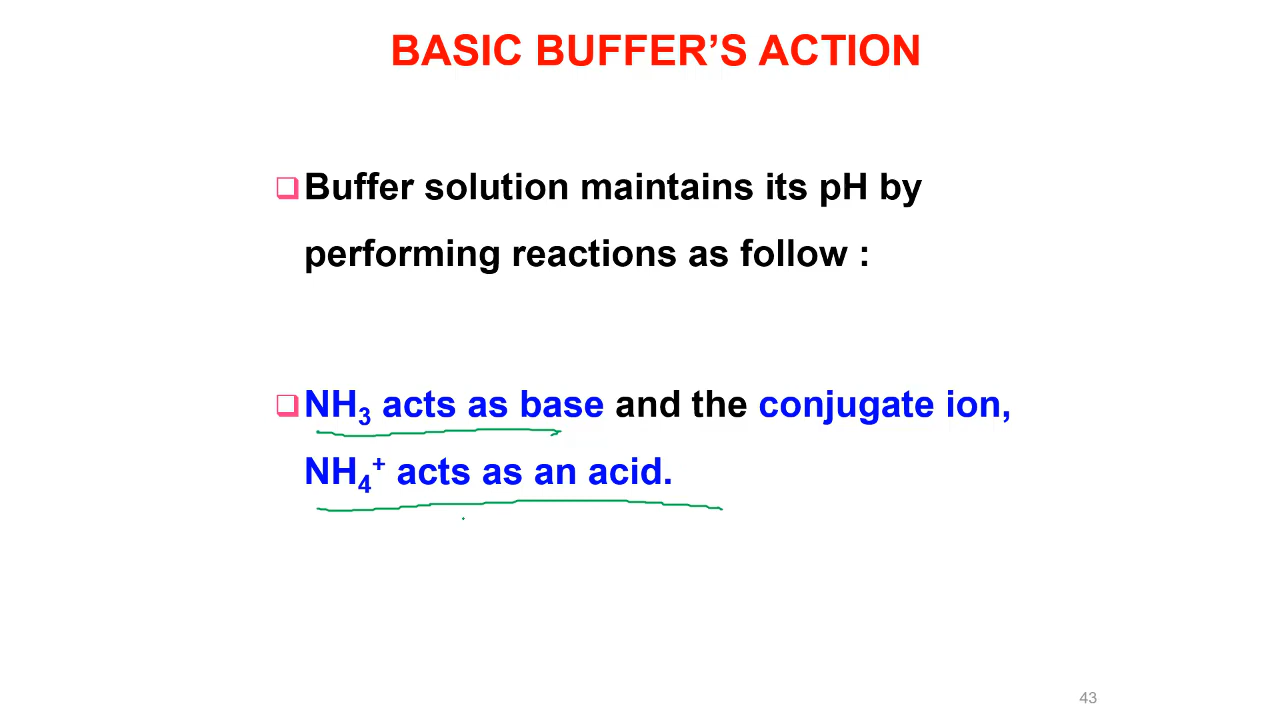 BASIC BUFFER’S ACTION
❑Buffer solution maintains its pH by
performing reactions as follow :
❑NH₃ acts as base and the conjugate ion,
NH₄⁺ acts as an acid.
43